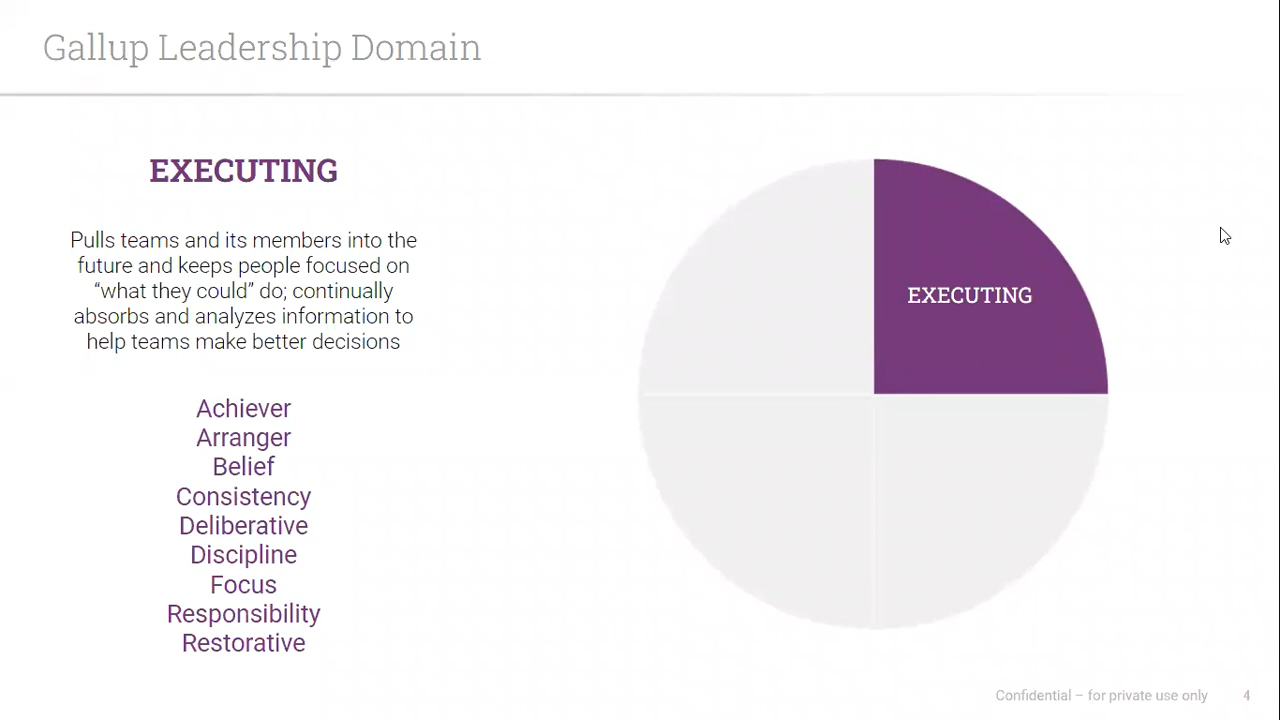 Gallup Leadership Domain
EXECUTING
Pulls teams and its members into the
future and keeps people focused on
“what they could” do; continually
absorbs and analyzes information to
help teams make better decisions
Achiever
Arranger
Belief
Consistency
Deliberative
Discipline
Focus
Responsibility
Restorative
EXECUTING
Confidential – for private use only 4